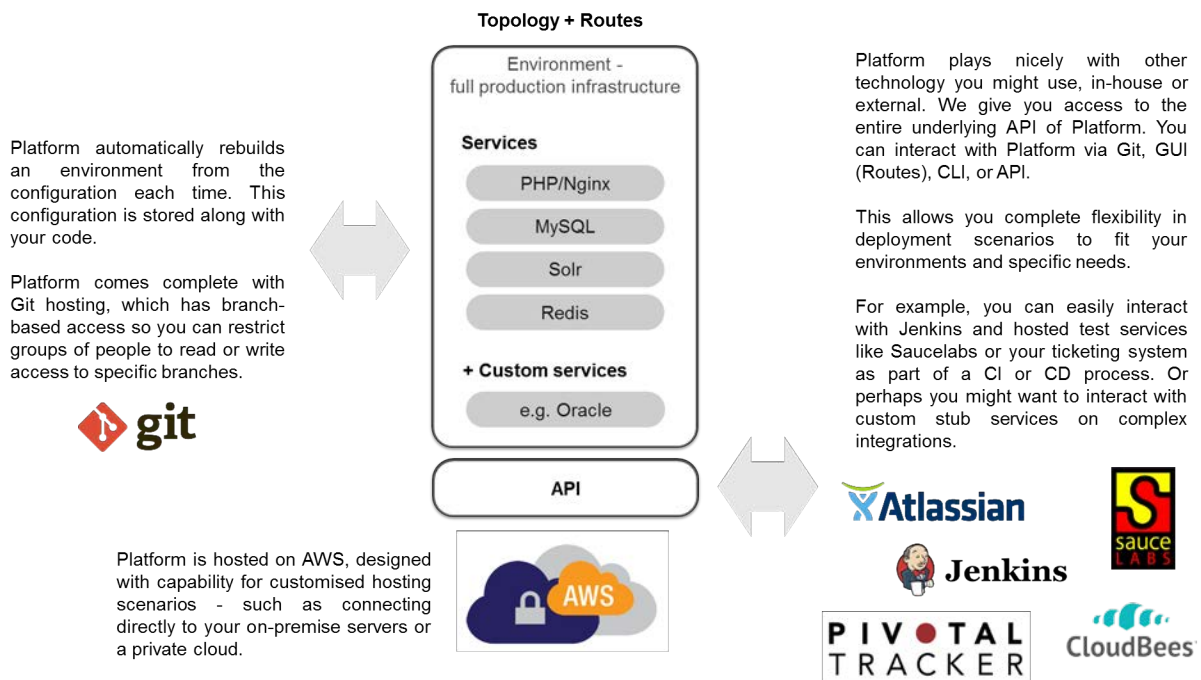 Topology + Routes
Environment -
full production infrastructure
Services
PHP/Nginx
MySQL
Solr
Redis
+ Custom services
e.g. Oracle
API
Platform automatically rebuilds
an environment from the
configuration each time. This
configuration is stored along with
your code.
Platform comes complete with
Git hosting, which has branch-
based access so you can restrict
groups of people to read or write
access to specific branches.
git
Platform is hosted on AWS, designed
with capability for customised hosting
scenarios - such as connecting
directly to your on-premise servers or
a private cloud.
AWS
Platform plays nicely with other
technology you might use, in-house or
external. We give you access to the
entire underlying API of Platform. You
can interact with Platform via Git, GUI
(Routes), CLI, or API.
This allows you complete flexibility in
deployment scenarios to fit your
environments and specific needs.
For example, you can easily interact
with Jenkins and hosted test services
like Saucelabs or your ticketing system
as part of a CI or CD process. Or
perhaps you might want to interact with
custom stub services on complex
integrations.
Atlassian
S
sauce
LABS
Jenkins
PIVOTAL
TRACKER
CloudBees